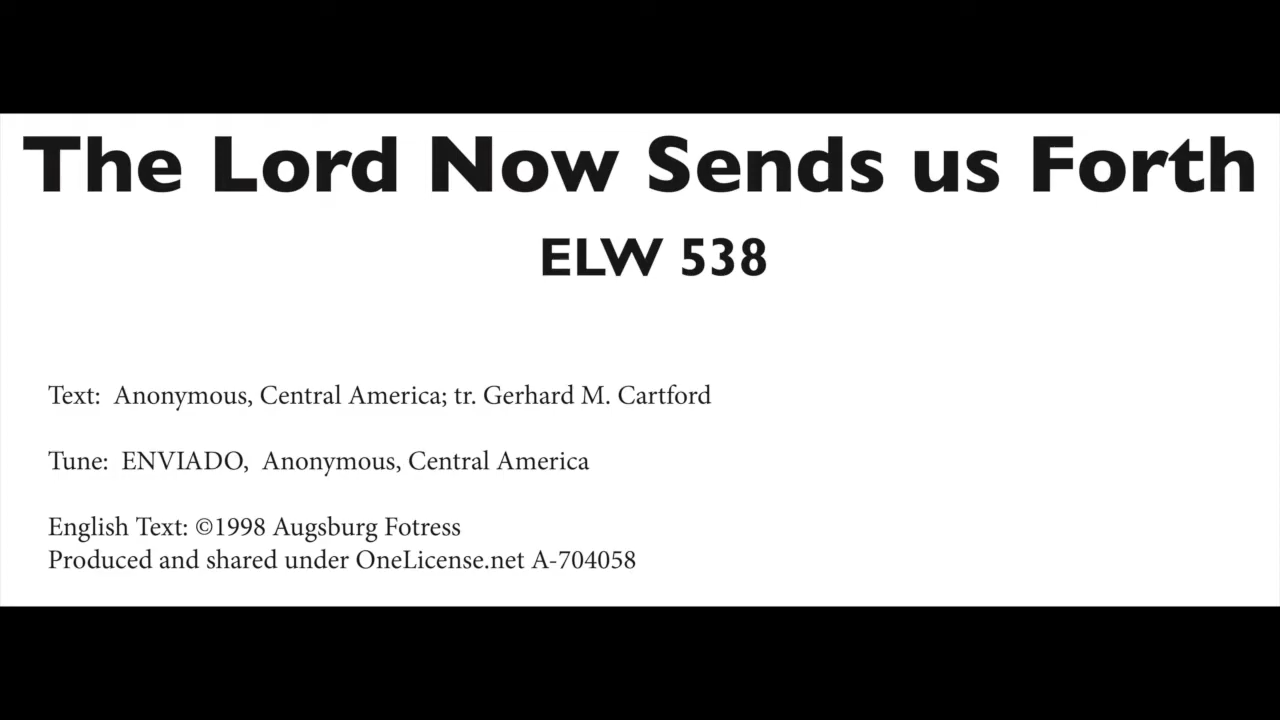 The Lord Now Sends us Forth
ELW 538
Text:  Anonymous, Central America; tr. Gerhard M. Cartford
Tune:  ENVIADO,  Anonymous, Central America
English Text: ©1998 Augsburg Fotress
Produced and shared under OneLicense.net A-704058